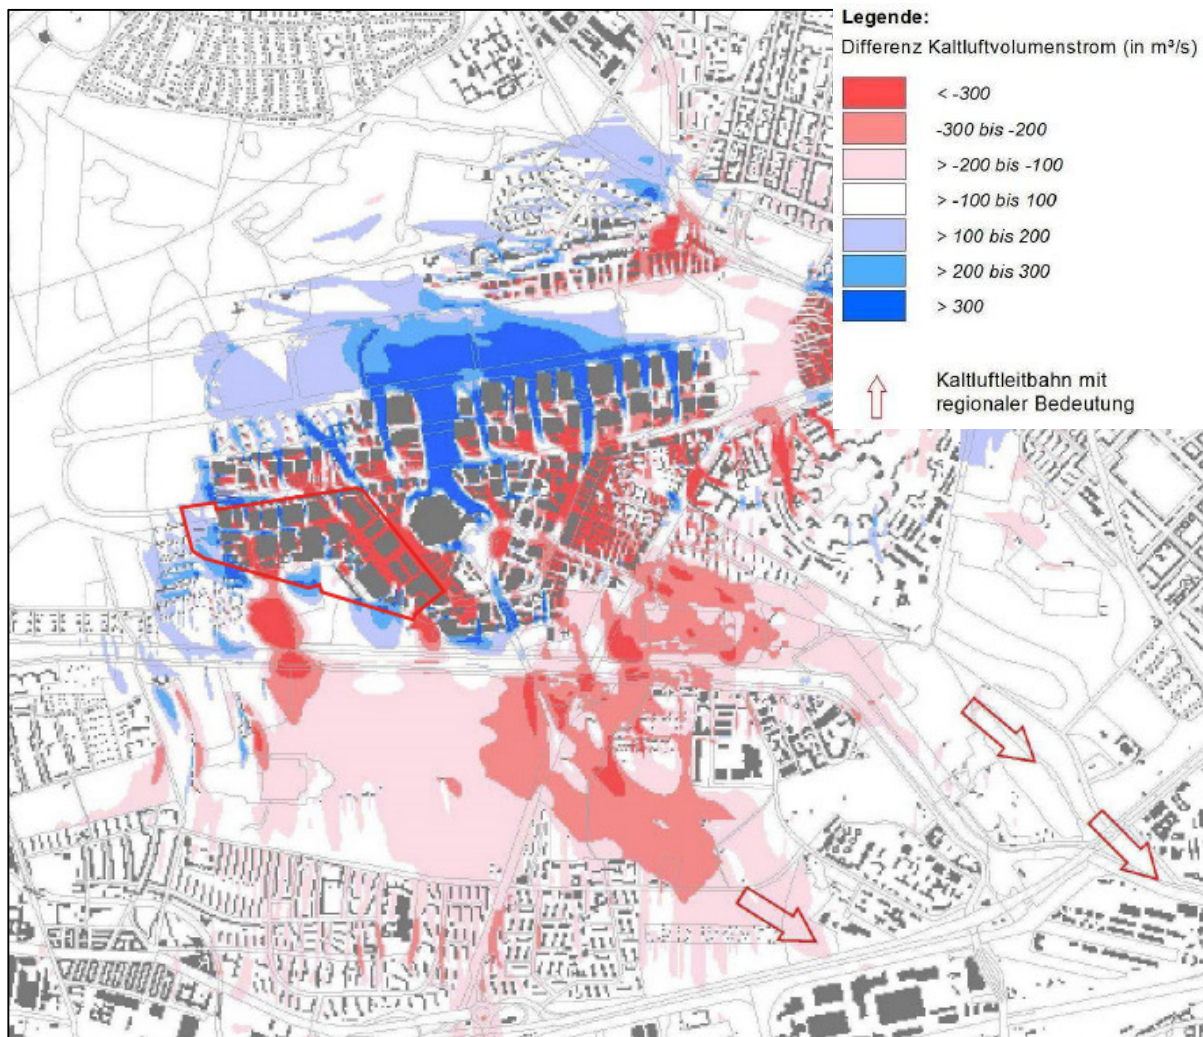 Legende:
Differenz Kaltluftvolumenstrom (in m³/s)
< -300
-300 bis -200
> -200 bis -100
> -100 bis 100
> 100 bis 200
> 200 bis 300
> 300
Kaltluftleitbahn mit
regionaler Bedeutung